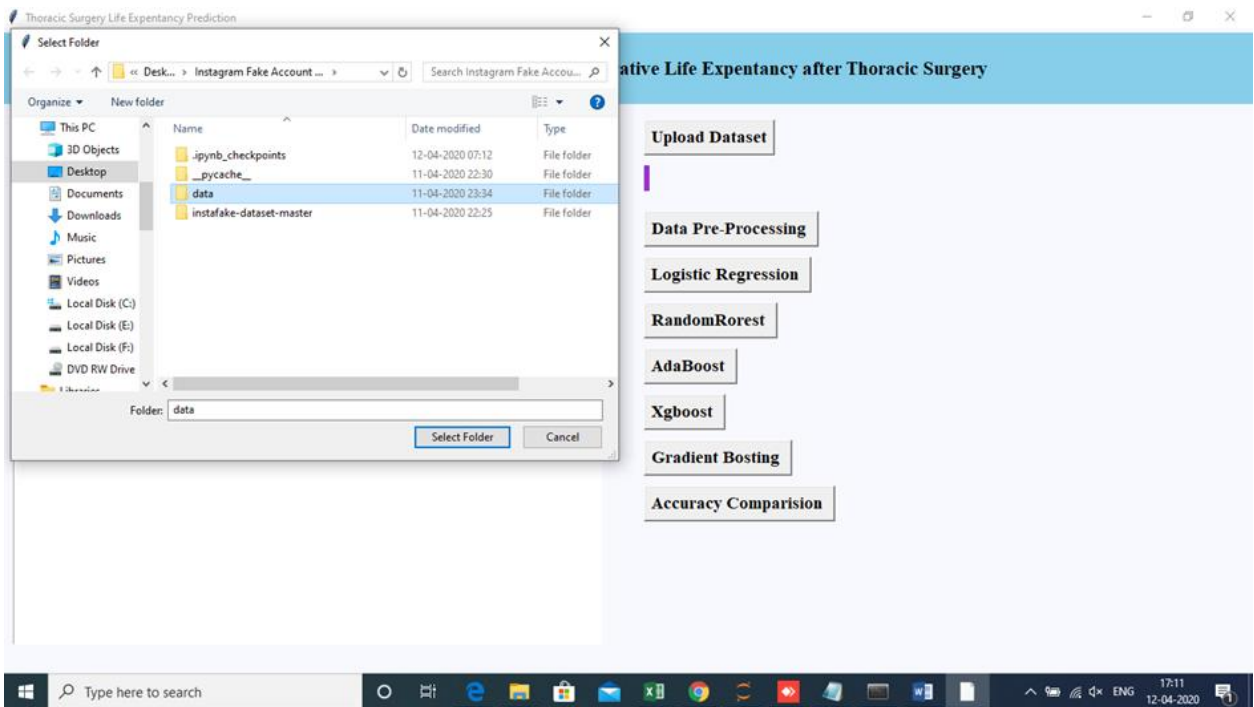 Thoracic Surgery Life Expentancy Prediction
Select Folder
« Desk... › Instagram Fake Account ... ›
Search Instagram Fake Accou...
ative Life Expentancy after Thoracic Surgery
Organize
New folder
This PC
3D Objects
Desktop
Documents
Downloads
Music
Pictures
Videos
Local Disk (C:)
Local Disk (E:)
Local Disk (F:)
DVD RW Drive
Name Date modified Type
.ipynb_checkpoints 12-04-2020 07:12 File folder
__pycache__ 11-04-2020 22:30 File folder
data 11-04-2020 23:34 File folder
instafake-dataset-master 11-04-2020 22:25 File folder
Folder: data
Select Folder
Cancel
Upload Dataset
Data Pre-Processing
Logistic Regression
RandomRorest
AdaBoost
Xgboost
Gradient Bosting
Accuracy Comparision
Type here to search
ENG
17:11
12-04-2020